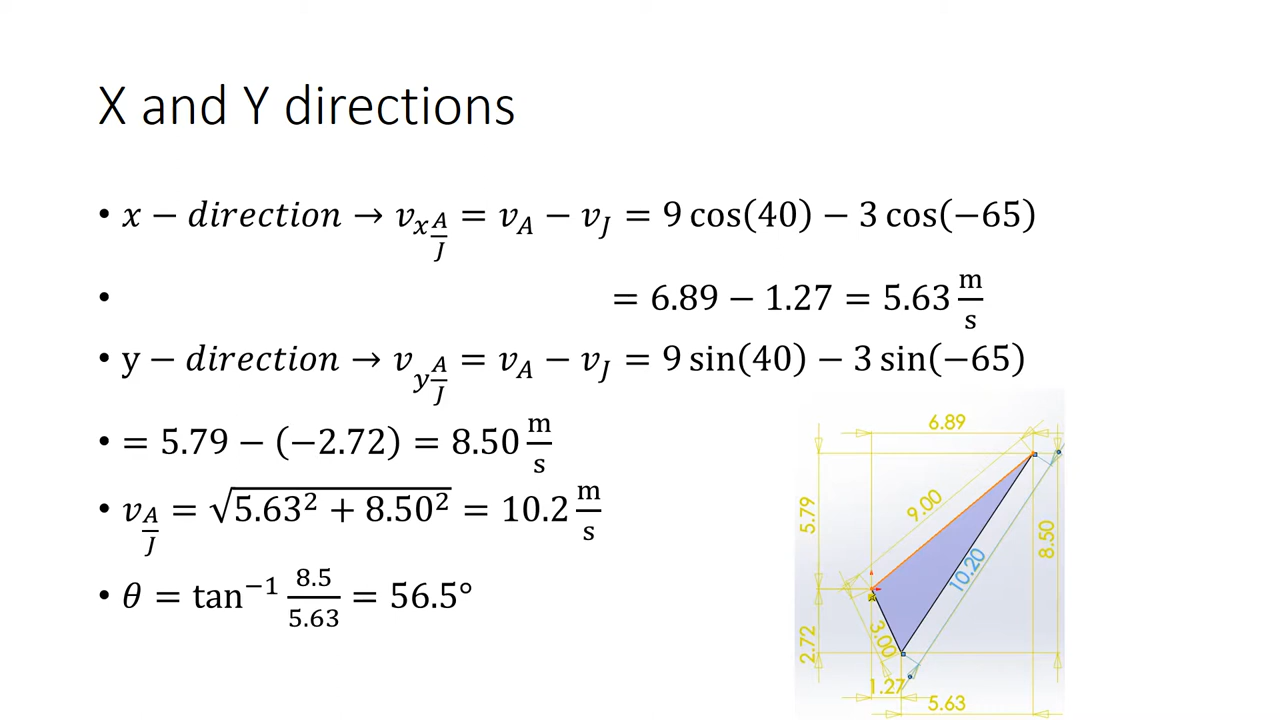 X and Y directions
• x − direction → v_{x A/J} = v_A − v_J = 9 cos(40) − 3 cos(−65)
• = 6.89 − 1.27 = 5.63 m/s
• y − direction → v_{y A/J} = v_A − v_J = 9 sin(40) − 3 sin(−65)
• = 5.79 − (−2.72) = 8.50 m/s
• v_{A/J} = √(5.63² + 8.50²) = 10.2 m/s
• θ = tan⁻¹ 8.5/5.63 = 56.5°
6.89
5.79
9.00
8.50
10.20
3.00
2.72
1.27
5.63